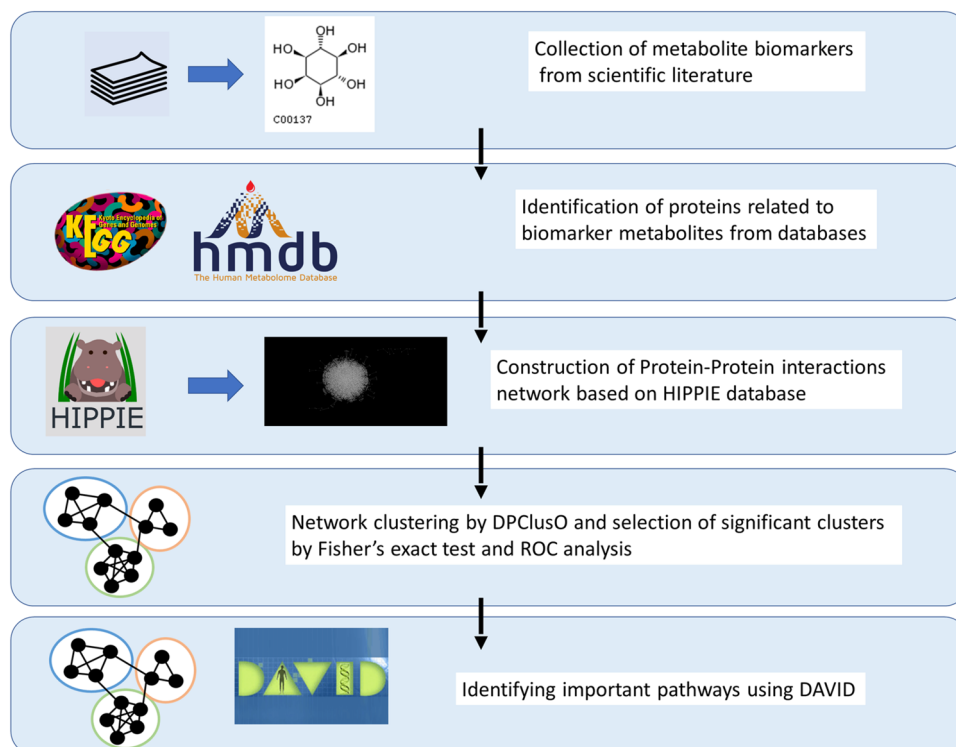 HO
OH
OH
HO
OH
OH
C00137
Collection of metabolite biomarkers
from scientific literature
KEGG
Kyoto Encyclopedia of
Genes and Genomes
hmdb
The Human Metabolome Database
Identification of proteins related to
biomarker metabolites from databases
HIPPIE
Construction of Protein-Protein interactions
network based on HIPPIE database
Network clustering by DPClusO and selection of significant clusters
by Fisher's exact test and ROC analysis
DAVID
Identifying important pathways using DAVID